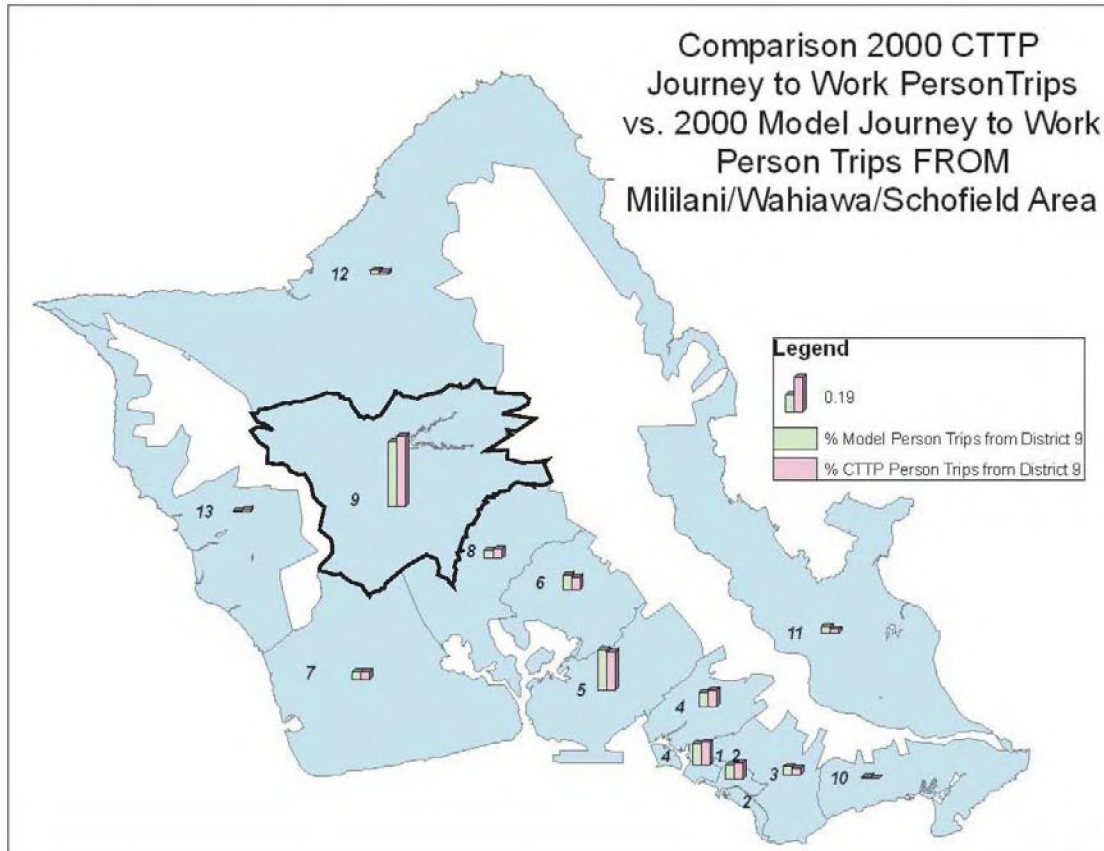 Comparison 2000 CTTP
Journey to Work PersonTrips
vs. 2000 Model Journey to Work
Person Trips FROM
Mililani/Wahiawa/Schofield Area
12
Legend
0.19
% Model Person Trips from District 9
% CTTP Person Trips from District 9
9
13
8
6
11
7
5
4
4
1
2
3
10
2